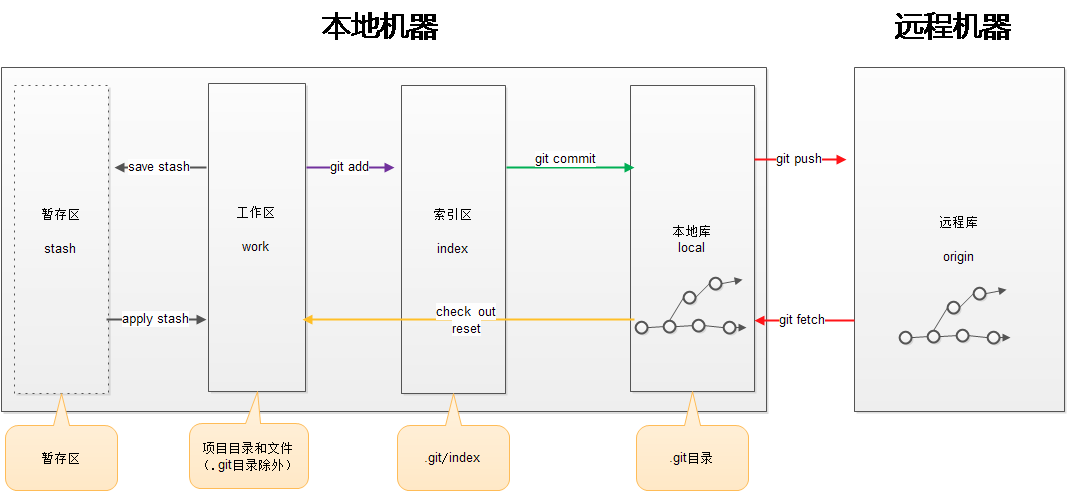 本地机器
远程机器
save stash
git add
git commit
git push
暂存区
stash
工作区
work
索引区
index
本地库
local
远程库
origin
apply stash
check out
reset
git fetch
暂存区
项目目录和文件
（.git目录除外）
.git/index
.git目录